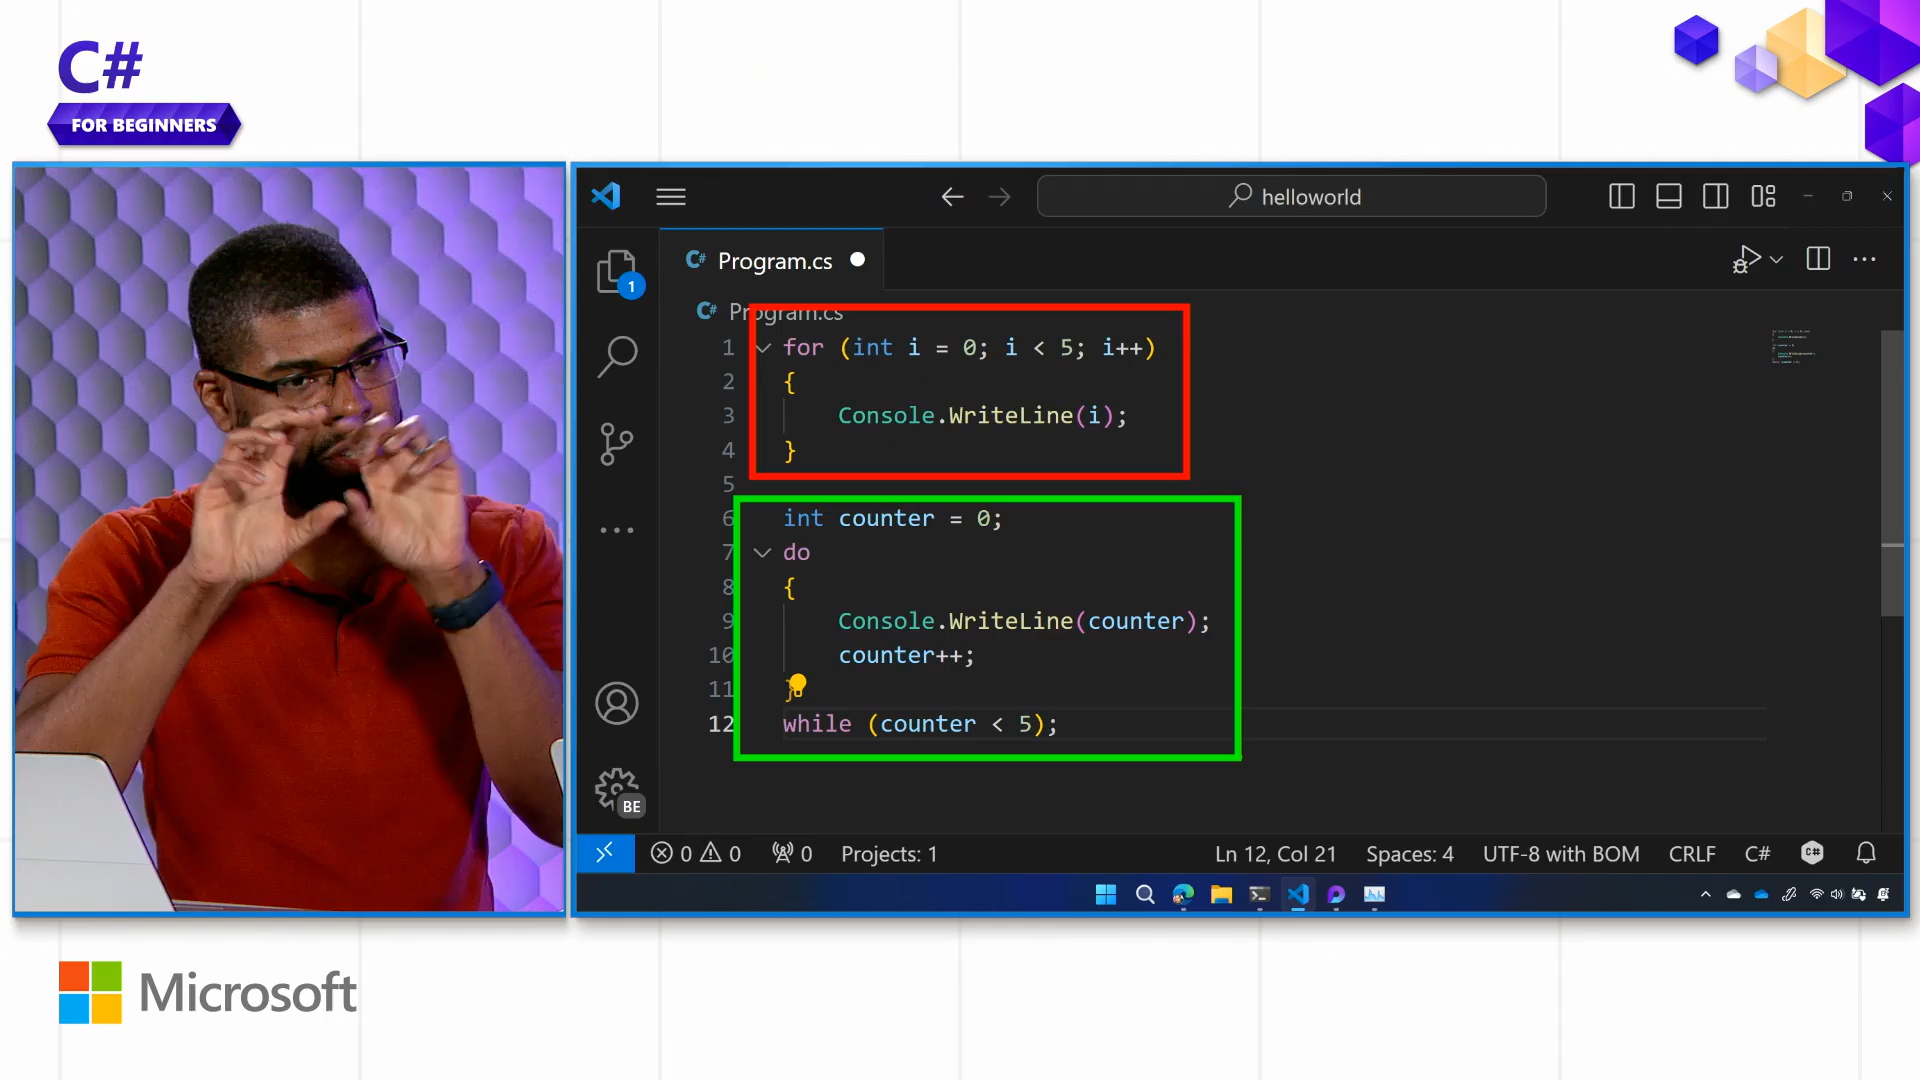 C#
FOR BEGINNERS
helloworld
C# Program.cs
1
C# Program.cs
1 for (int i = 0; i < 5; i++)
2 {
3 Console.WriteLine(i);
4 }
5
6 int counter = 0;
7 do
8 {
9 Console.WriteLine(counter);
10 counter++;
11 }
12 while (counter < 5);
BE
0 0 0 Projects: 1 Ln 12, Col 21 Spaces: 4 UTF-8 with BOM CRLF C# C#
Microsoft